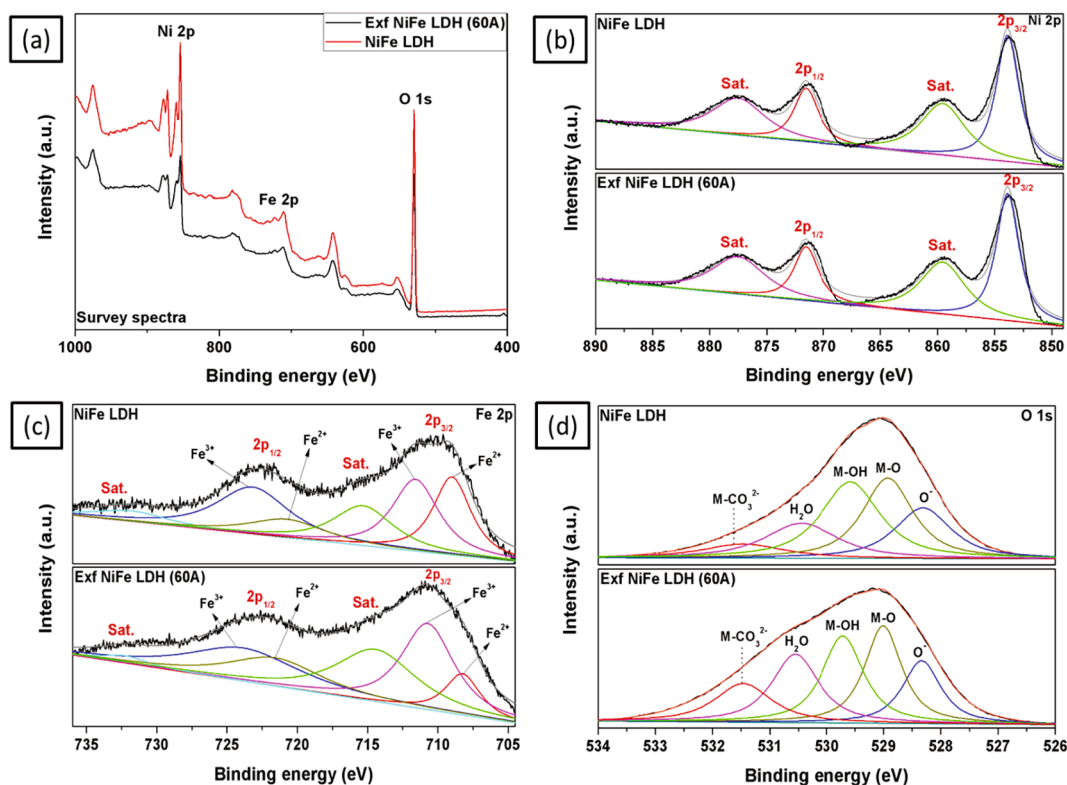 (a)
Exf NiFe LDH (60A)
NiFe LDH
Ni 2p
O 1s
Fe 2p
Survey spectra
Intensity (a.u.)
1000 800 600 400
Binding energy (eV)
(b)
NiFe LDH
Ni 2p
2p3/2
Sat.
2p1/2
Sat.
Exf NiFe LDH (60A)
2p3/2
Sat.
2p1/2
Sat.
Intensity (a.u.)
890 885 880 875 870 865 860 855 850
Binding energy (eV)
(c)
NiFe LDH
Fe 2p
Sat.
Fe3+
2p1/2
Fe2+
Sat.
Fe3+
2p3/2
Fe2+
Exf NiFe LDH (60A)
Sat.
Fe3+
2p1/2
Fe2+
Sat.
2p3/2
Fe3+
Fe2+
Intensity (a.u.)
735 730 725 720 715 710 705
Binding energy (eV)
(d)
NiFe LDH
O 1s
M-CO3 2-
H2O
M-OH
M-O
O-
Exf NiFe LDH (60A)
M-CO3 2-
H2O
M-OH
M-O
O-
Intensity (a.u.)
534 533 532 531 530 529 528 527 526
Binding energy (eV)